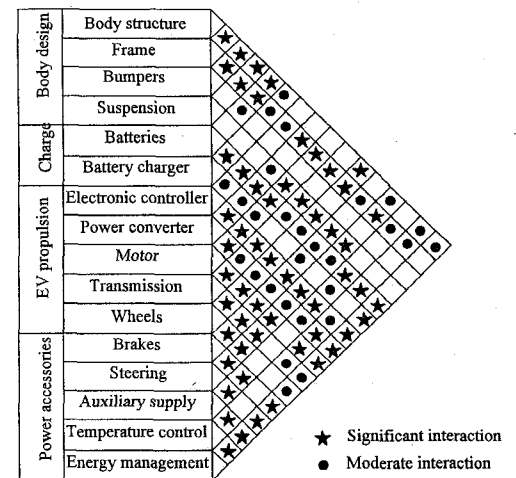 Body design
Body structure
Frame
Bumpers
Suspension
Charge
Batteries
Battery charger
EV propulsion
Electronic controller
Power converter
Motor
Transmission
Wheels
Power accessories
Brakes
Steering
Auxiliary supply
Temperature control
Energy management
Significant interaction
Moderate interaction